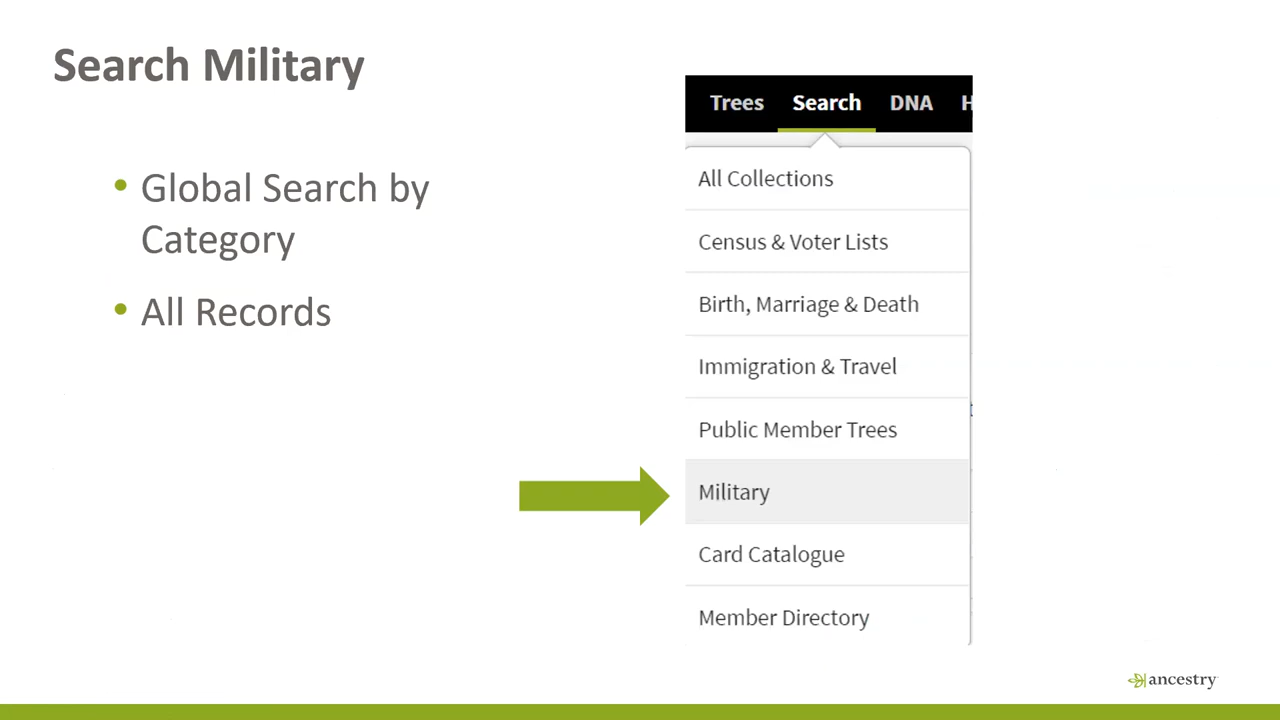 Search Military
• Global Search by
Category
• All Records
Trees Search DNA H
All Collections
Census & Voter Lists
Birth, Marriage & Death
Immigration & Travel
Public Member Trees
Military
Card Catalogue
Member Directory
ancestry